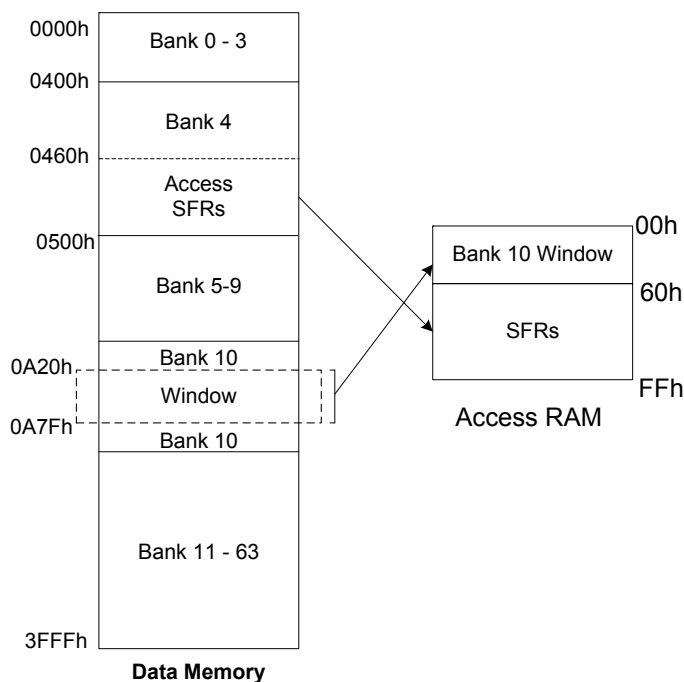 0000h
Bank 0 - 3
0400h
Bank 4
0460h
Access
SFRs
0500h
Bank 5-9
Bank 10
0A20h
Window
0A7Fh
Bank 10
Bank 11 - 63
3FFFh
Data Memory
00h
Bank 10 Window
60h
SFRs
FFh
Access RAM